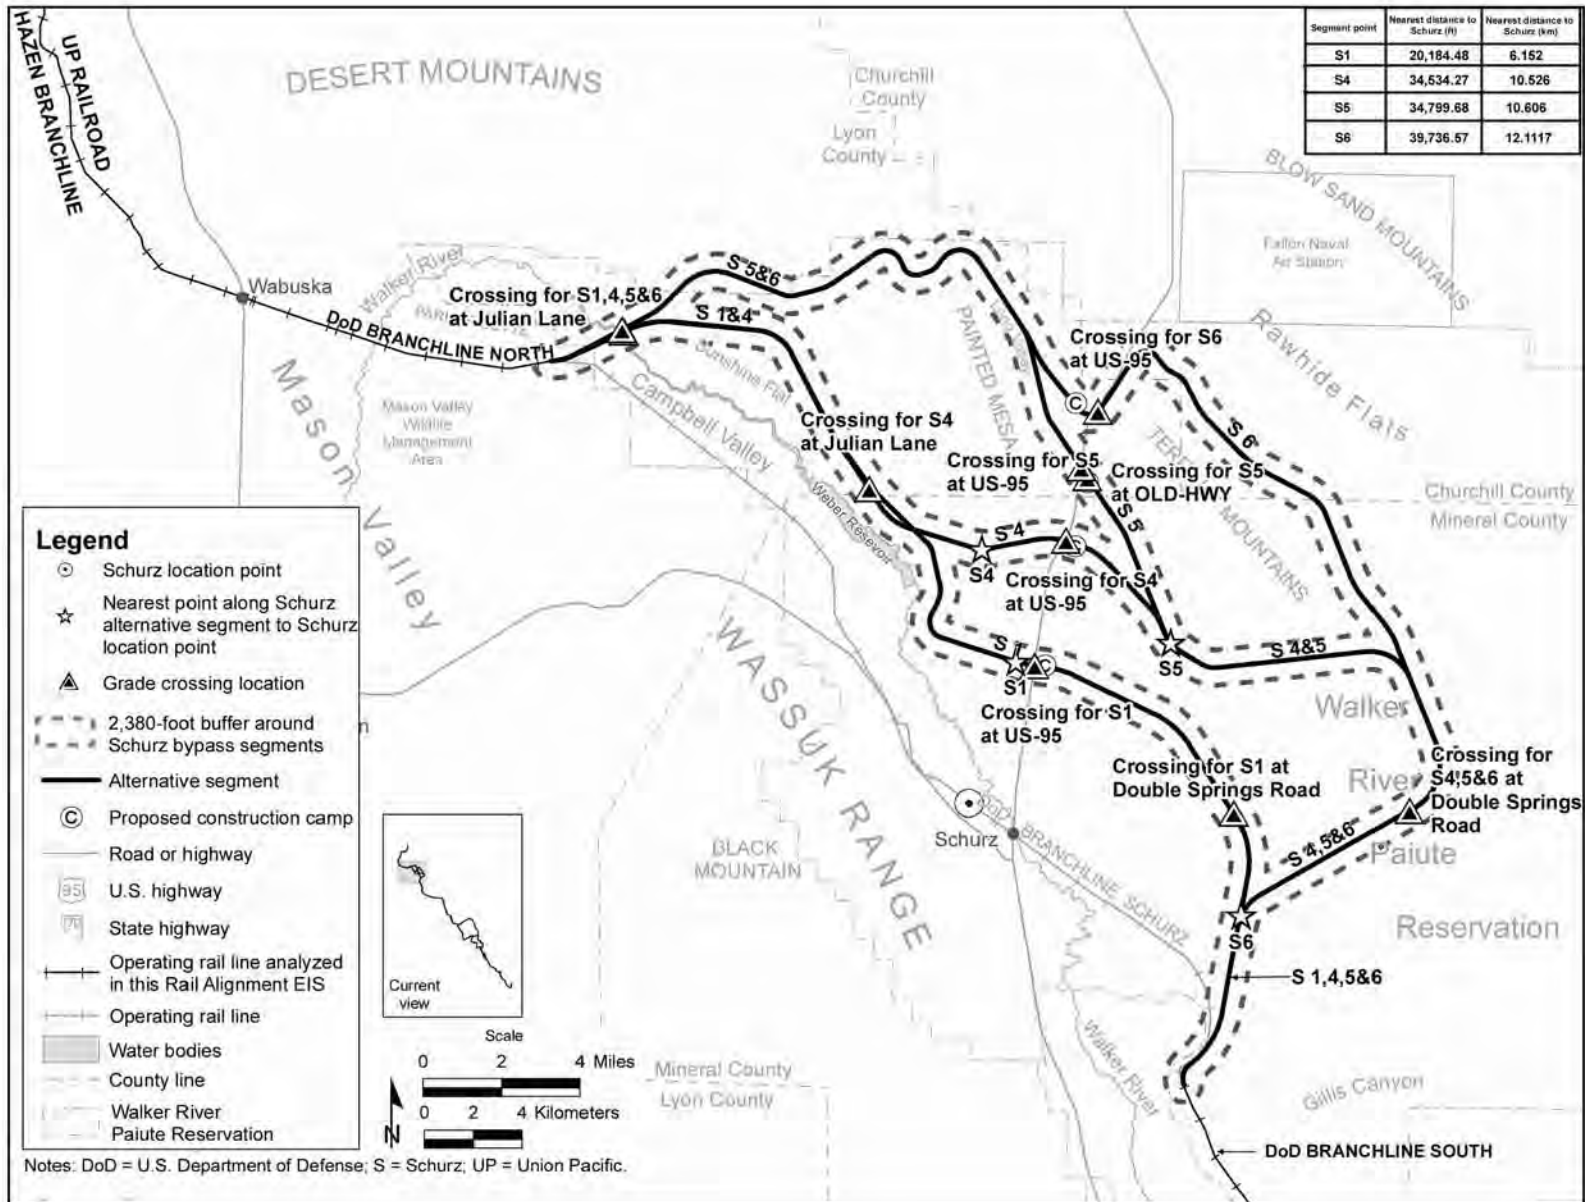 HAZEN BRANCHLINE
UP RAILROAD
DESERT MOUNTAINS
Churchill
County
Lyon
County
Segment point
Nearest distance to
Schurz (ft)
Nearest distance to
Schurz (km)
S1 20,184.48 6.152
S4 34,534.27 10.526
S5 34,799.68 10.606
S6 39,736.57 12.1117
BLOW SAND MOUNTAINS
Fallon Naval
Air Station
Rawhide Flats
Wabuska
Walker River
Crossing for S1,4,5&6
at Julian Lane
DoD BRANCHLINE NORTH
S 5&6
S 1&4
Sunshine Flat
Campbell Valley
PAINTED MESA
Crossing for S6
at US-95
C
Mason Valley
Mason Valley
Wildlife
Management
Area
Crossing for S4
at Julian Lane
Crossing for S5
at US-95
Crossing for S5
at OLD-HWY
S 6
S 5
MOUNTAINS
Churchill County
Mineral County
Weber Resevoir
S 4
S4
Crossing for S4
at US-95
S5
S 4&5
S1
C
Crossing for S1
at US-95
Walker
River
Paiute
Reservation
WASSUK RANGE
Crossing for S1 at
Double Springs Road
Crossing for
S4,5&6 at
Double Springs
Road
Schurz
BLACK
MOUNTAIN
BRANCHLINE SCHURZ
S 4,5&6
S6
S 1,4,5&6
Walker River
Gillis Canyon
DoD BRANCHLINE SOUTH
Mineral County
Lyon County
Legend
Schurz location point
Nearest point along Schurz
alternative segment to Schurz
location point
Grade crossing location
2,380-foot buffer around
Schurz bypass segments
Alternative segment
C Proposed construction camp
Road or highway
95 U.S. highway
State highway
Operating rail line analyzed
in this Rail Alignment EIS
Operating rail line
Water bodies
County line
Walker River
Paiute Reservation
Current
view
Scale
0 2 4 Miles
0 2 4 Kilometers
N
Notes: DoD = U.S. Department of Defense; S = Schurz; UP = Union Pacific.